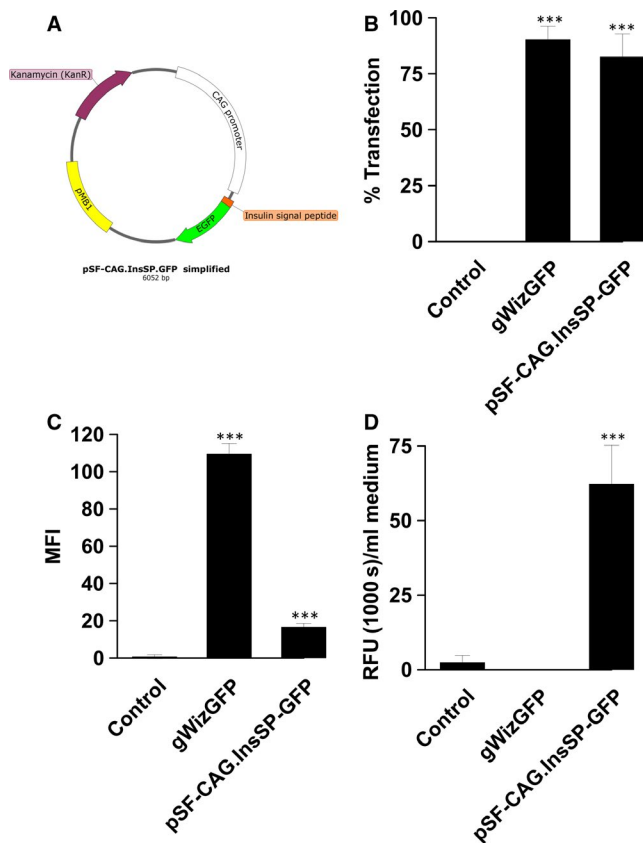 A
Kanamycin (KanR)
CAG promoter
pMB1
EGFP
Insulin signal peptide
pSF-CAG.InsSP.GFP simplified
6052 bp
B
% Transfection
100
75
50
25
0
***
***
Control
gWizGFP
pSF-CAG.InsSP-GFP
C
MFI
120
100
80
60
40
20
0
***
***
Control
gWizGFP
pSF-CAG.InsSP-GFP
D
RFU (1000 s)/ml medium
75
50
25
0
***
Control
gWizGFP
pSF-CAG.InsSP-GFP